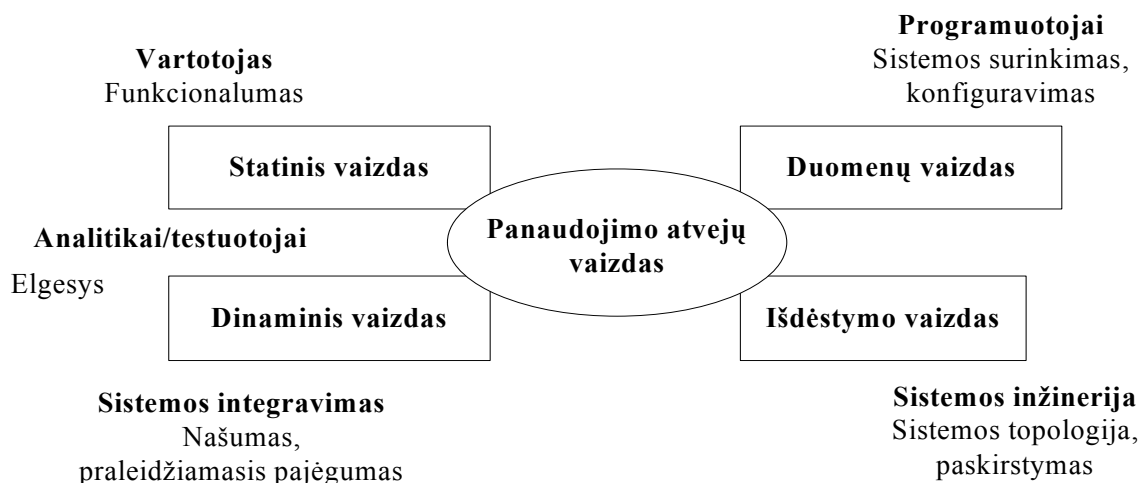 Programuotojai
Sistemos surinkimas,
konfiguravimas
Vartotojas
Funkcionalumas
Statinis vaizdas
Duomenų vaizdas
Panaudojimo atvejų
vaizdas
Analitikai/testuotojai
Elgesys
Dinaminis vaizdas
Išdėstymo vaizdas
Sistemos integravimas
Našumas,
praleidžiamasis pajėgumas
Sistemos inžinerija
Sistemos topologija,
paskirstymas